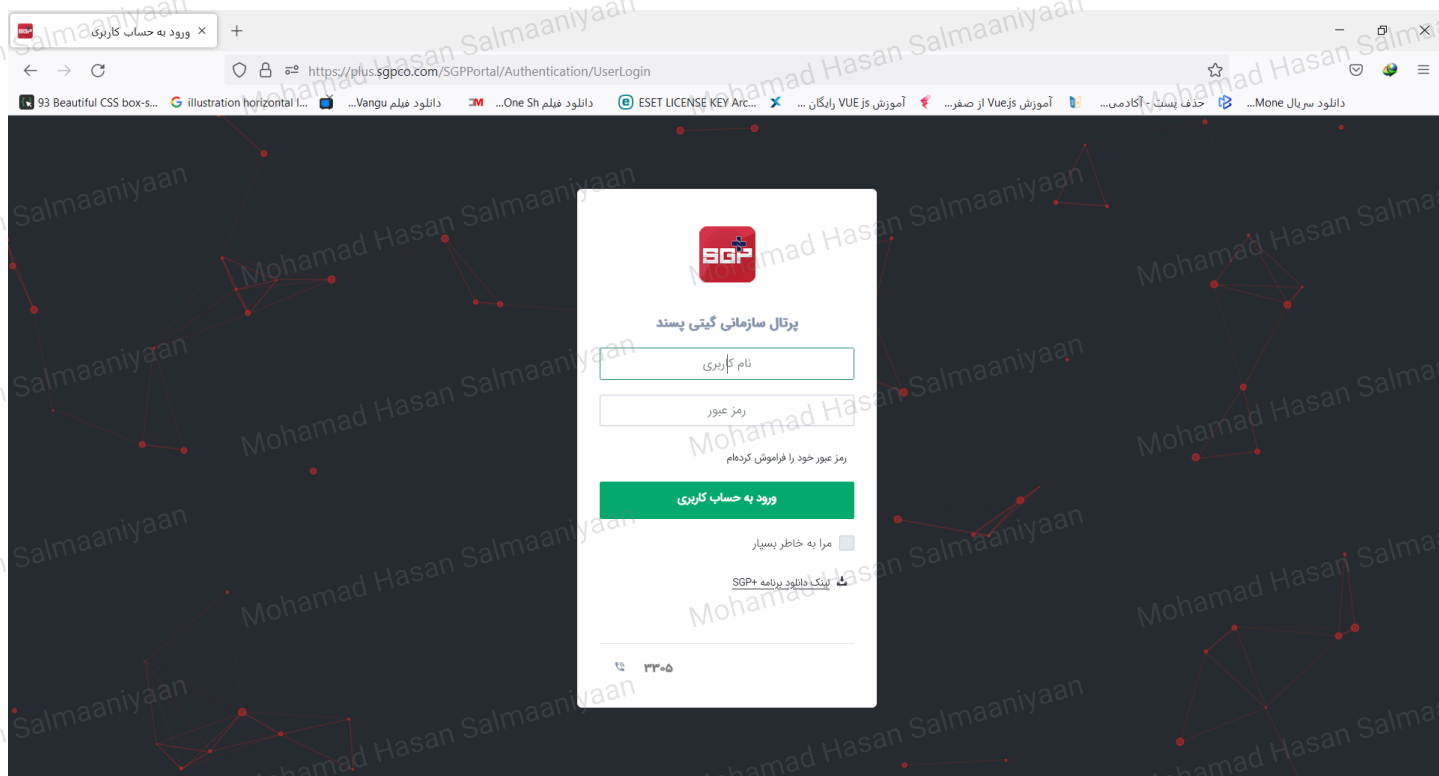 ورود به حساب کاربری
https://plus.sgpco.com/SGPPortal/Authentication/UserLogin
93 Beautiful CSS box-s...
illustration horizontal I...
دانلود فیلم Vangu...
دانلود فیلم One Sh...
ESET LICENSE KEY Arc...
آموزش VUE js رایگان ...
آموزش Vue.js از صفر...
حذف پست - آکادمی...
دانلود سریال Mone...
SGP
پرتال سازمانی گیتی پسند
نام کاربری
رمز عبور
رمز عبور خود را فراموش کرده‌ام
ورود به حساب کاربری
مرا به خاطر بسپار
لینک دانلود برنامه SGP+
۳۳۰۵
Mohamad Hasan Salmaaniyaan